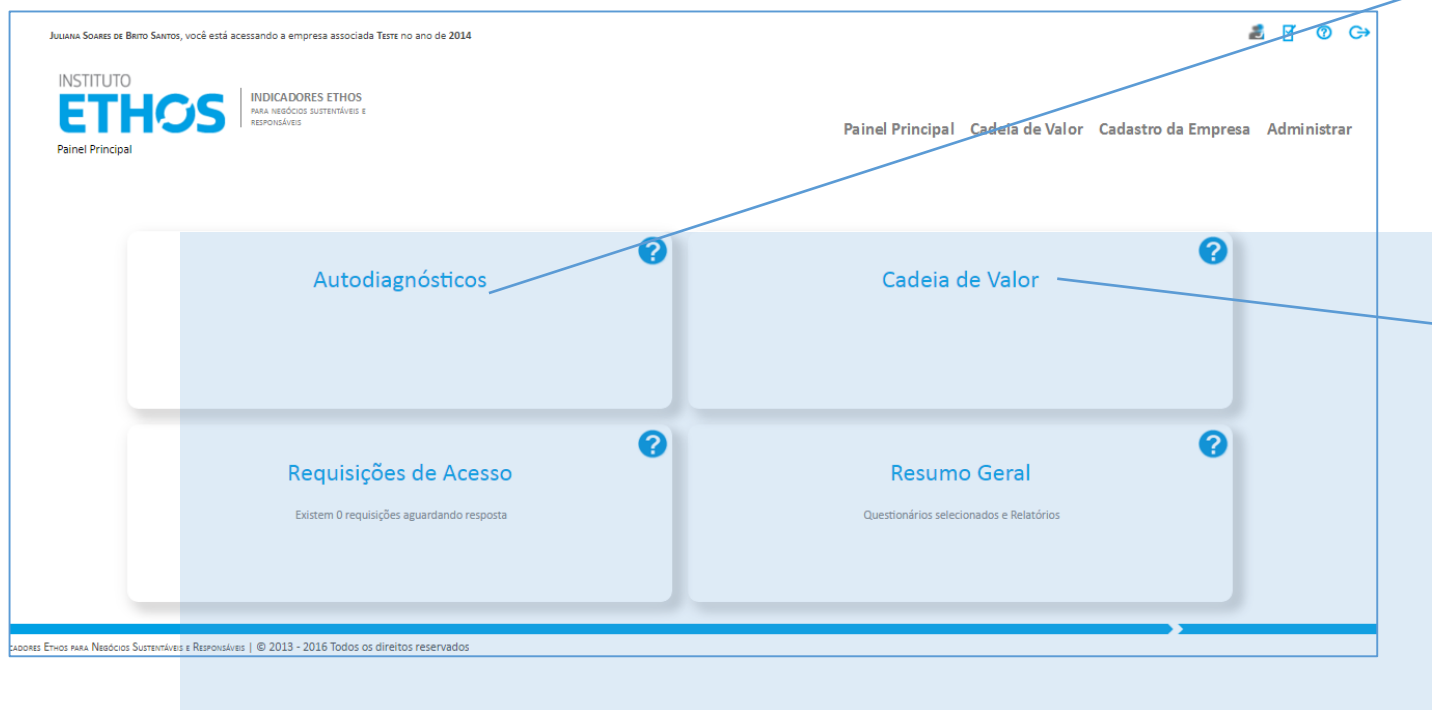 Juliana Soares de Brito Santos, você está acessando a empresa associada Teste no ano de 2014
INSTITUTO
ETHOS
INDICADORES ETHOS
PARA NEGÓCIOS SUSTENTÁVEIS E
RESPONSÁVEIS
Painel Principal
Painel Principal Cadeia de Valor Cadastro da Empresa Administrar
Autodiagnósticos
?
Cadeia de Valor
?
Requisições de Acesso
?
Existem 0 requisições aguardando resposta
Resumo Geral
?
Questionários selecionados e Relatórios
cadores Ethos para Negócios Sustentáveis e Responsáveis | © 2013 - 2016 Todos os direitos reservados